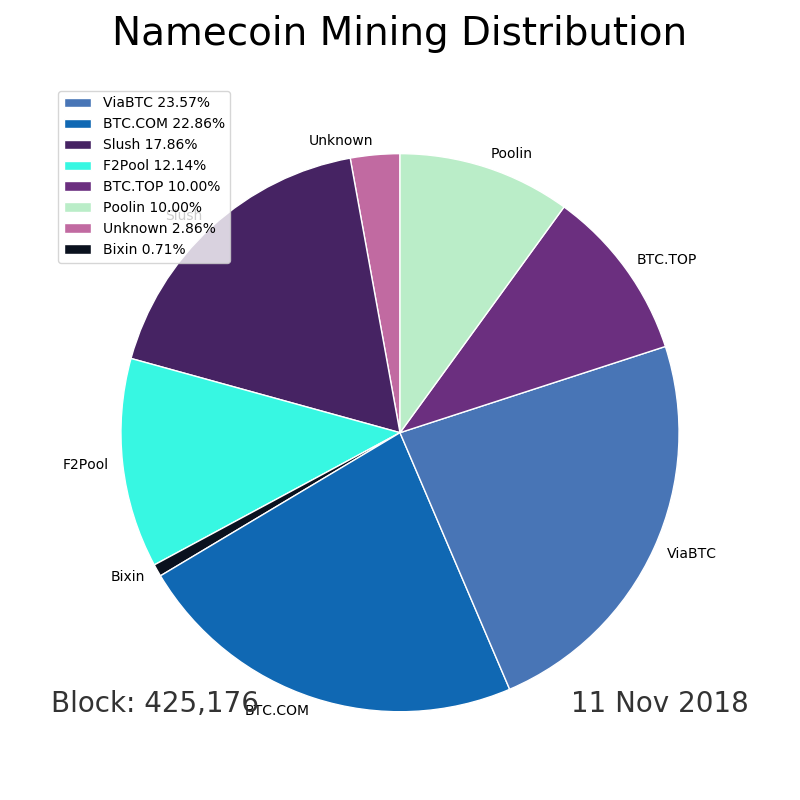 Namecoin Mining Distribution
ViaBTC 23.57%
BTC.COM 22.86%
Slush 17.86%
F2Pool 12.14%
BTC.TOP 10.00%
Poolin 10.00%
Unknown 2.86%
Bixin 0.71%
Unknown
Poolin
Slush
BTC.TOP
F2Pool
ViaBTC
Bixin
Block: 425,176
BTC.COM
11 Nov 2018